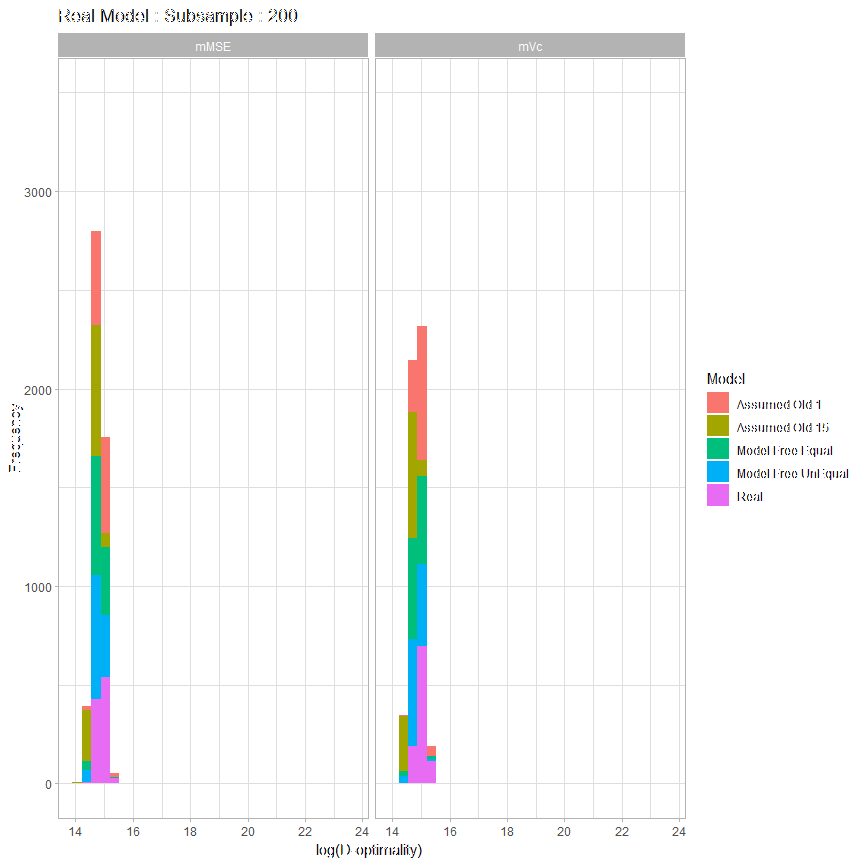 Real Model : Subsample : 200
mMSE
mVc
3000
2000
1000
0
Frequency
14 16 18 20 22 24
14 16 18 20 22 24
log(D-optimality)
Model
Assumed Old 1
Assumed Old 15
Model Free Equal
Model Free UnEqual
Real